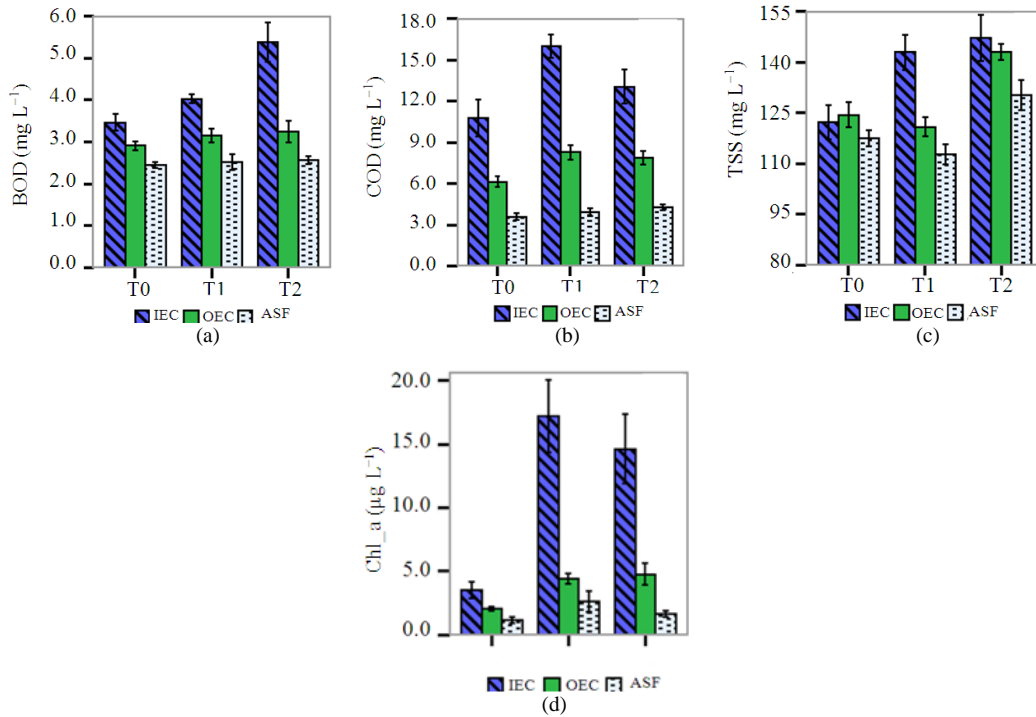 6.0
5.0
4.0
3.0
2.0
1.0
0.0
BOD (mg L⁻¹)
T0 T1 T2
IEC OEC ASF
(a)
18.0
15.0
12.0
9.0
6.0
3.0
0.0
COD (mg L⁻¹)
T0 T1 T2
IEC OEC ASF
(b)
155
140
125
110
95
80
TSS (mg L⁻¹)
T0 T1 T2
IEC OEC ASF
(c)
20.0
15.0
10.0
5.0
0.0
Chl_a (µg L⁻¹)
IEC OEC ASF
(d)